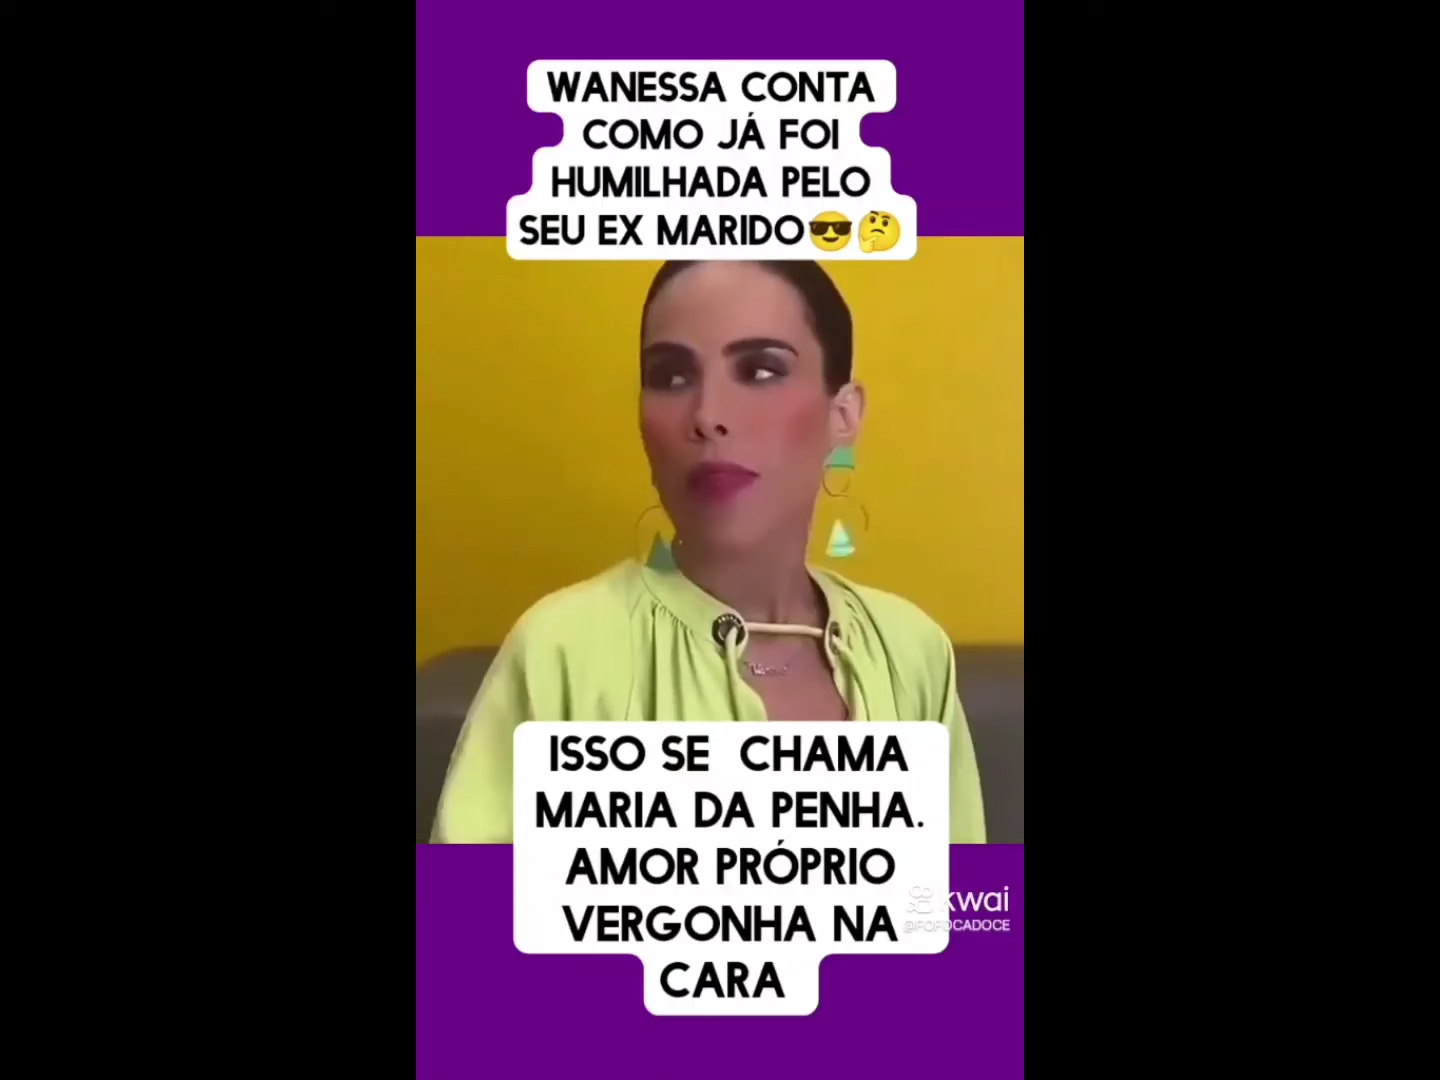 WANESSA CONTA
COMO JÁ FOI
HUMILHADA PELO
SEU EX MARIDO😎🤔
ISSO SE CHAMA
MARIA DA PENHA.
AMOR PRÓPRIO
VERGONHA NA
CARA
kwai
@FOFOCADOCE